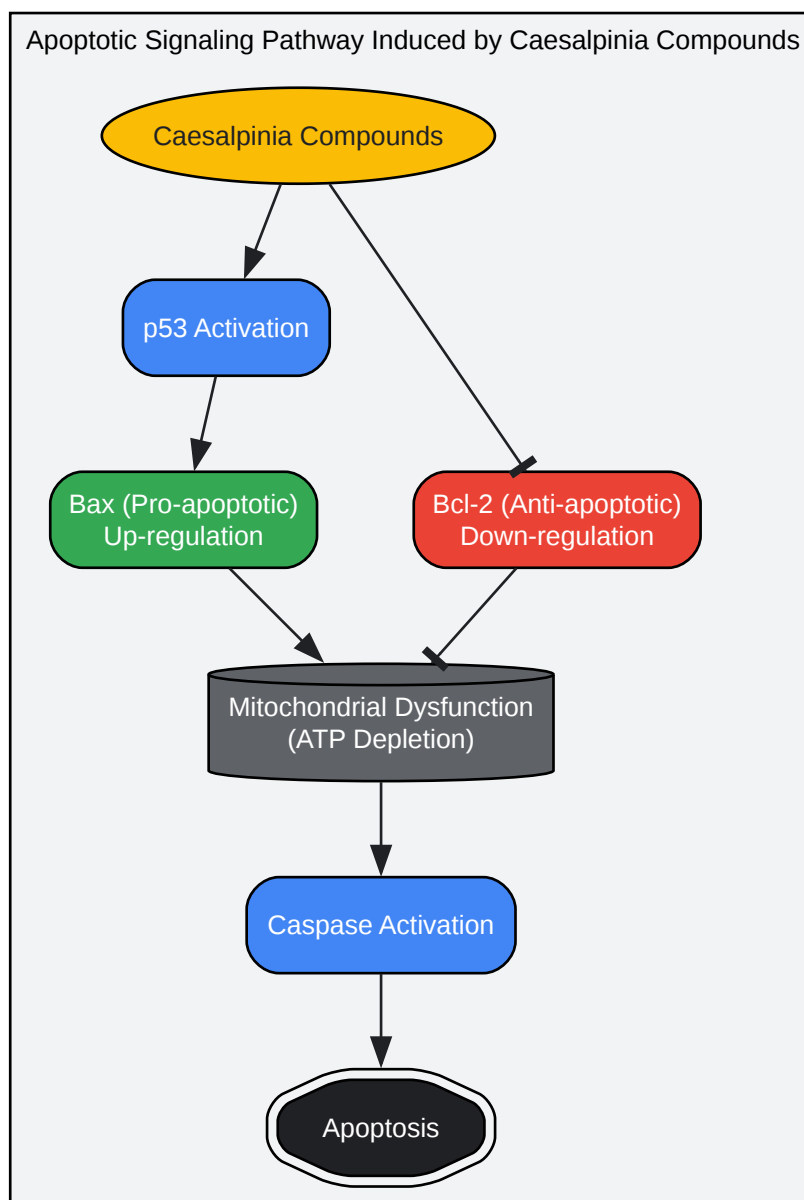 Apoptotic Signaling Pathway Induced by Caesalpinia Compounds
Caesalpinia Compounds
p53 Activation
Bax (Pro-apoptotic)
Up-regulation
Bcl-2 (Anti-apoptotic)
Down-regulation
Mitochondrial Dysfunction
(ATP Depletion)
Caspase Activation
Apoptosis